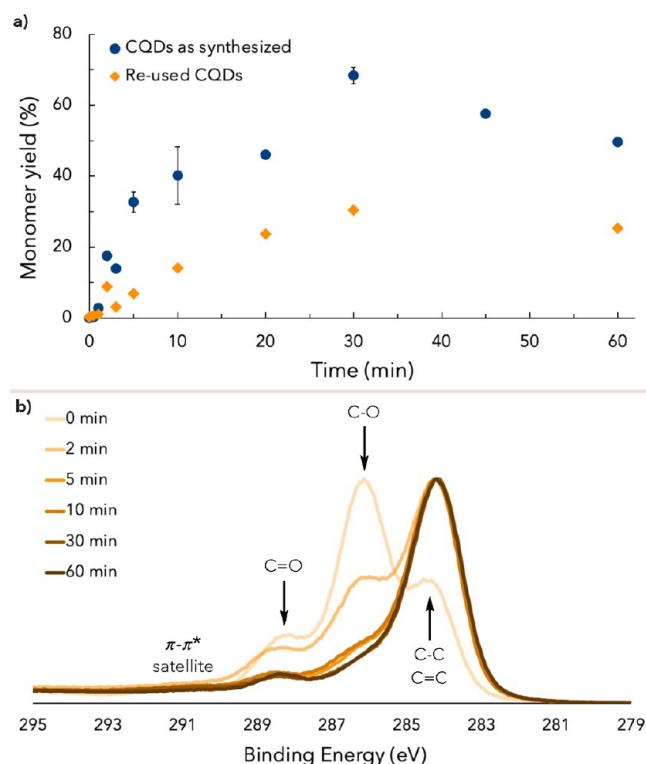 a)
CQDs as synthesized
Re-used CQDs
80
60
40
20
0
Monomer yield (%)
0 10 20 30 40 50 60
Time (min)
b)
0 min
2 min
5 min
10 min
30 min
60 min
C-O
C=O
π-π*
satellite
C-C
C=C
295 293 291 289 287 285 283 281 279
Binding Energy (eV)